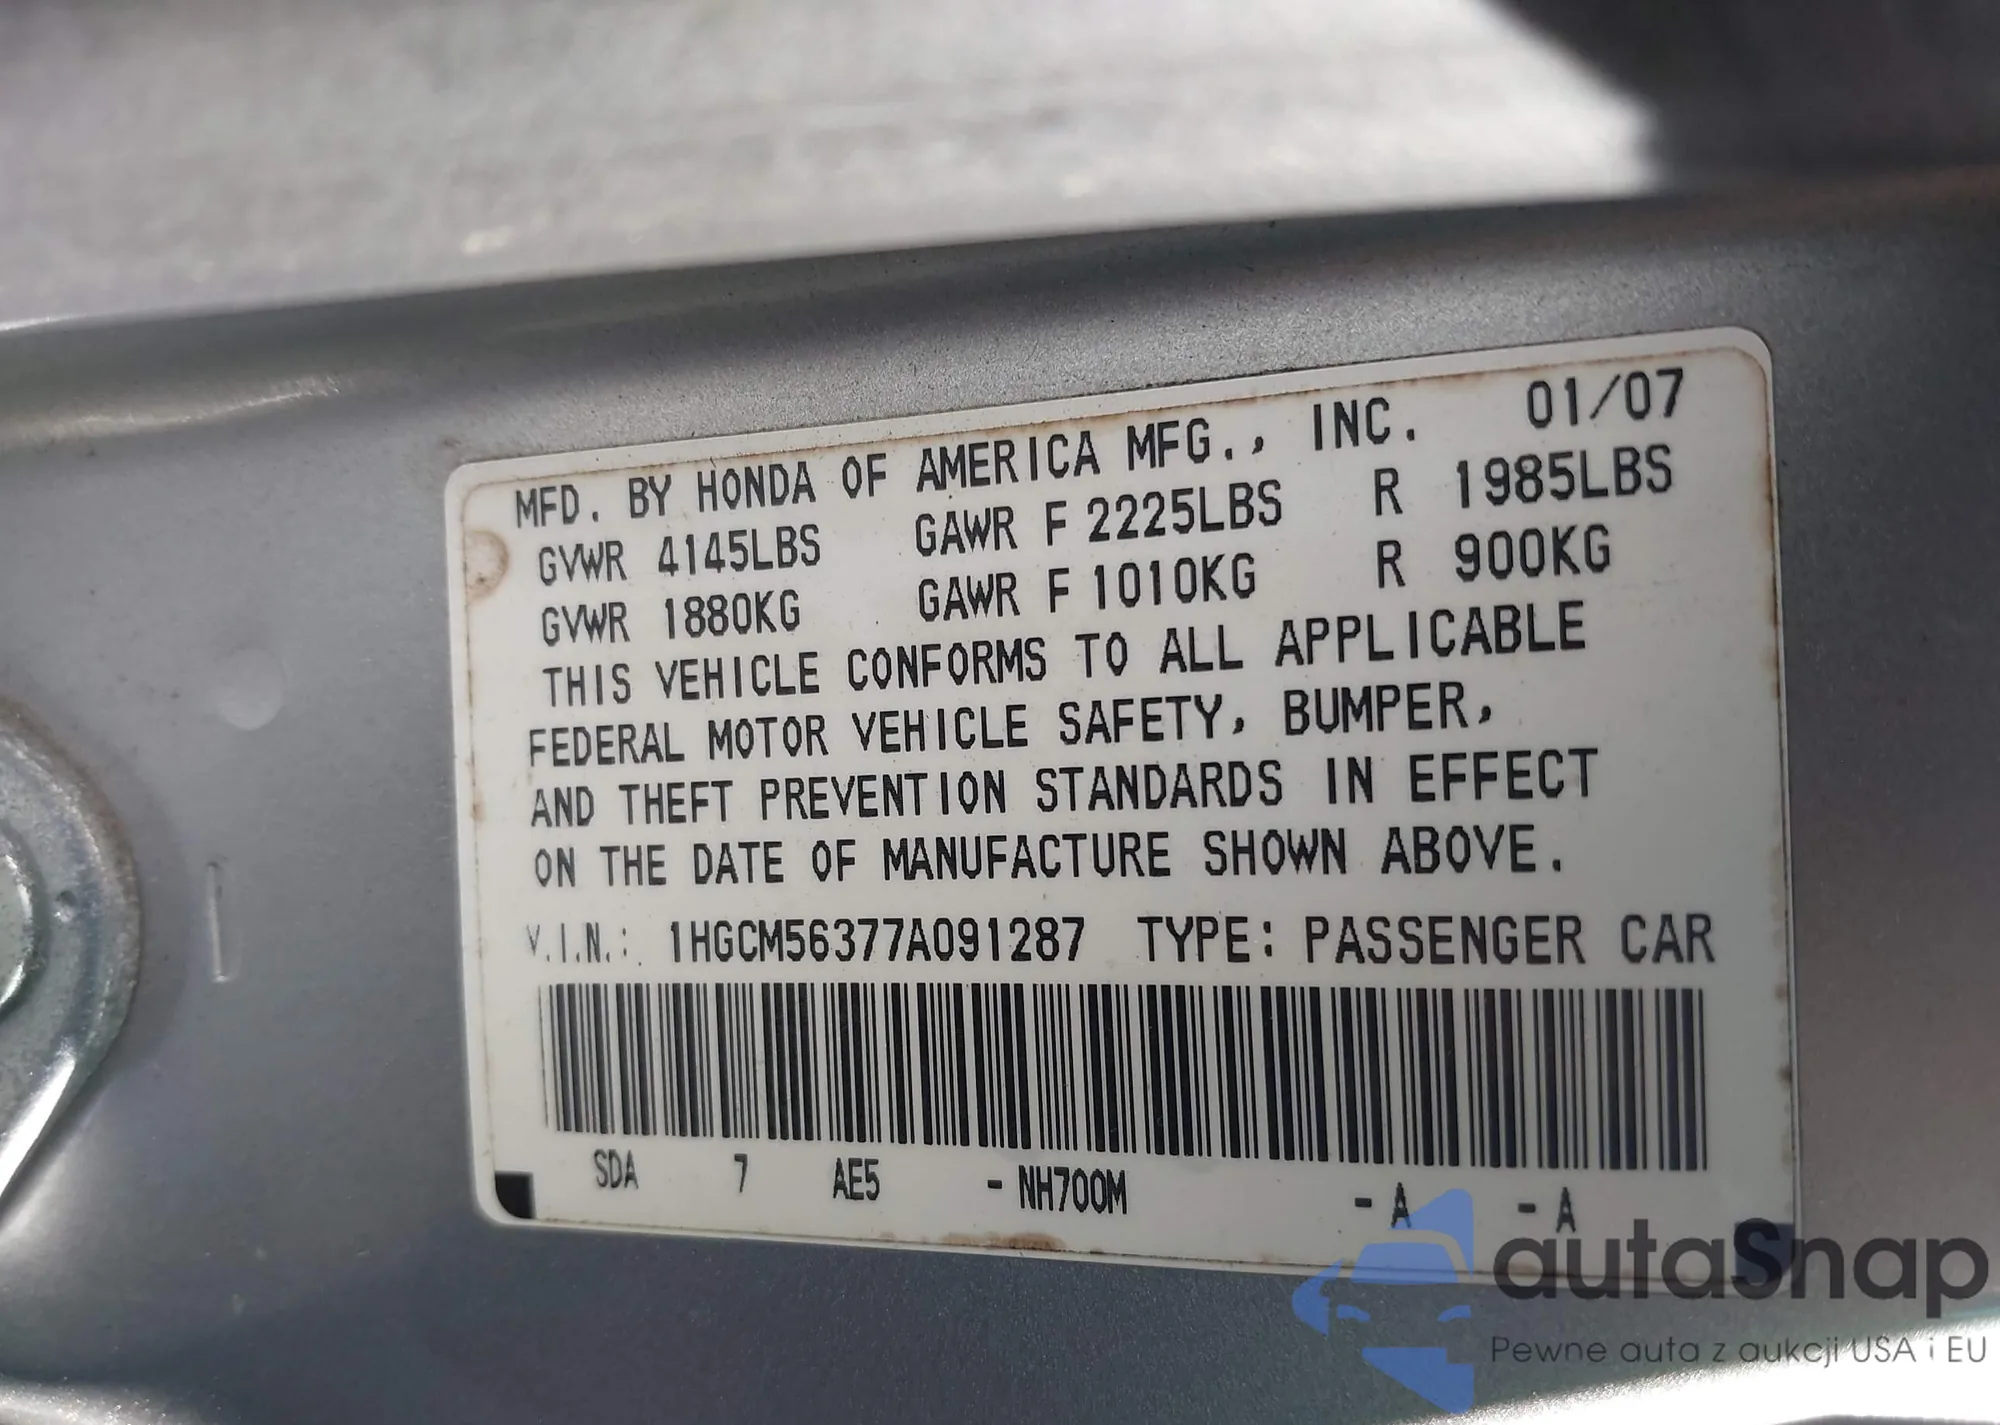 MFD. BY HONDA OF AMERICA MFG., INC. 01/07
GVWR 4145LBS GAWR F 2225LBS R 1985LBS
GVWR 1880KG GAWR F 1010KG R 900KG
THIS VEHICLE CONFORMS TO ALL APPLICABLE
FEDERAL MOTOR VEHICLE SAFETY, BUMPER,
AND THEFT PREVENTION STANDARDS IN EFFECT
ON THE DATE OF MANUFACTURE SHOWN ABOVE.
V.I.N.: 1HGCM56377A091287 TYPE: PASSENGER CAR
SDA 7 AE5 - NH700M - A - A
autaSnap
Pewne auta z aukcji USA i EU